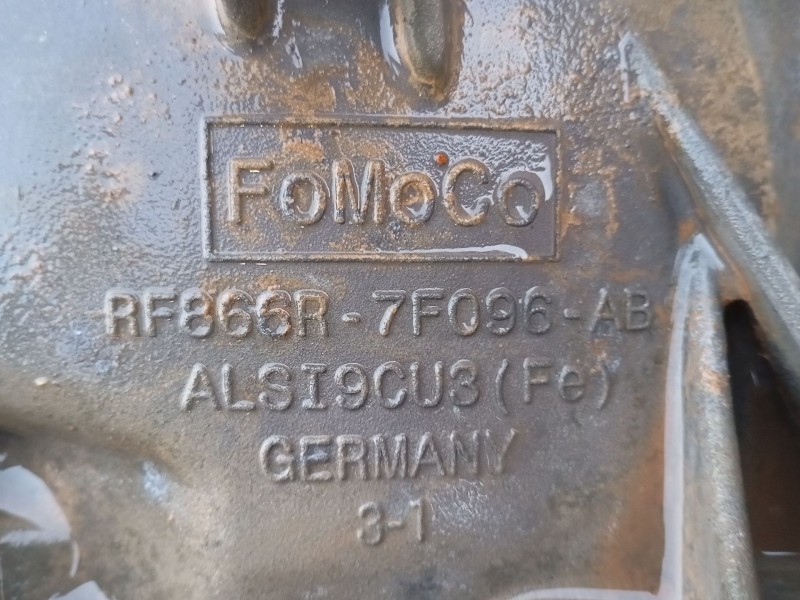 FoMoCo
RF866R-7F096-AB
ALSI9CU3(Fe)
GERMANY
3-1